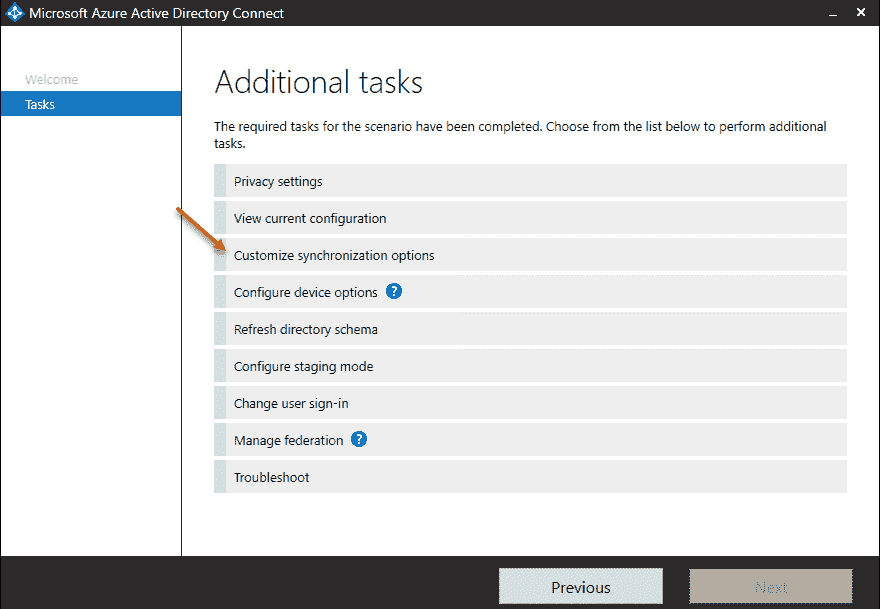 Microsoft Azure Active Directory Connect
Welcome
Tasks
Additional tasks
The required tasks for the scenario have been completed. Choose from the list below to perform additional
tasks.
Privacy settings
View current configuration
Customize synchronization options
Configure device options ?
Refresh directory schema
Configure staging mode
Change user sign-in
Manage federation ?
Troubleshoot
Previous
Next